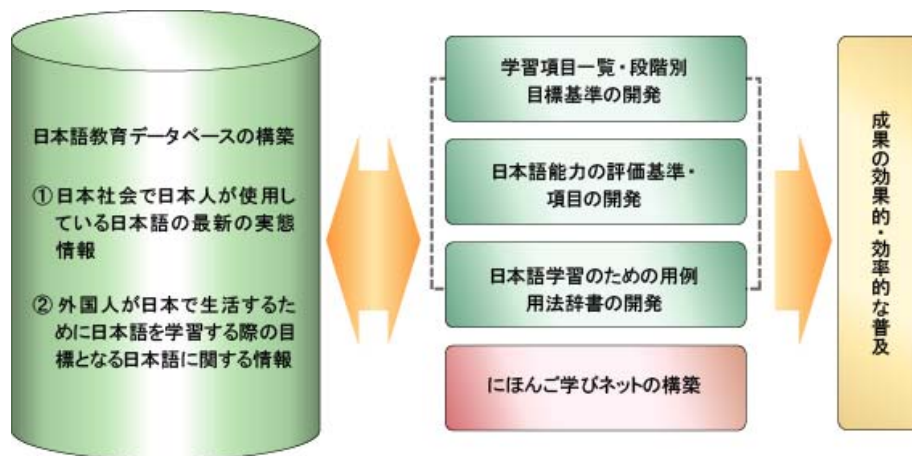 日本語教育データベースの構築
①日本社会で日本人が使用し
ている日本語の最新の実態
情報
② 外国人が日本で生活するた
めに日本語を学習する際の目
標となる日本語に関する情報
学習項目一覧・段階別
目標基準の開発
日本語能力の評価基準・
項目の開発
日本語学習のための用例
用法辞書の開発
にほんご学びネットの構築
成果の効果的・効率的な普及